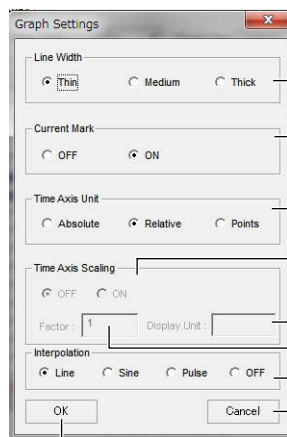 Graph Settings
Line Width
Thin Medium Thick
Current Mark
OFF ON
Time Axis Unit
Absolute Relative Points
Time Axis Scaling
OFF ON
Factor : 1 Display Unit :
Interpolation
Line Sine Pulse OFF
OK Cancel